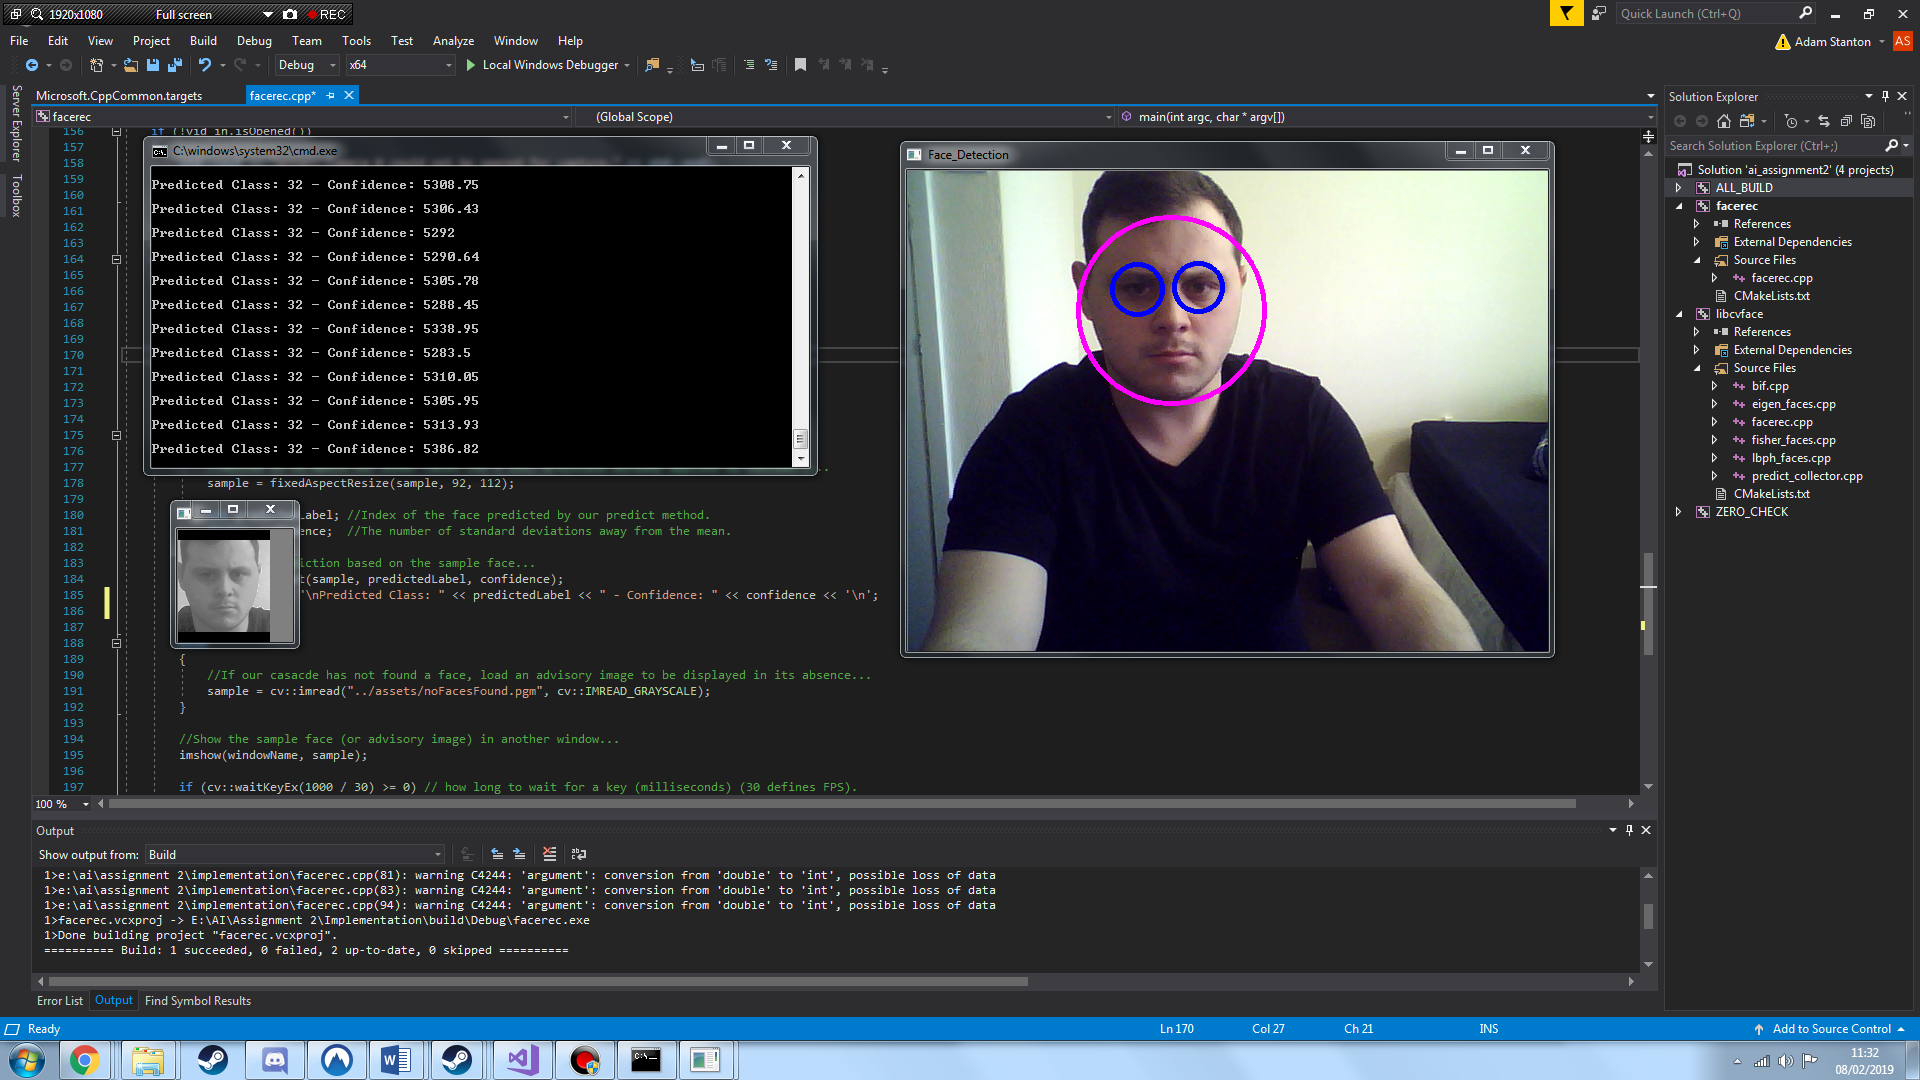 1920x1080 Full screen REC
Quick Launch (Ctrl+Q)
File Edit View Project Build Debug Team Tools Test Analyze Window Help
Adam Stanton AS
Debug x64 Local Windows Debugger
Server Explorer
Toolbox
Microsoft.CppCommon.targets facerec.cpp*
facerec (Global Scope) main(int argc, char * argv[])
156 if (!vid_in.isOpened())
157
158
159
160
161
162
163
164
165
166
167
168
169
170
171
172
173
174
175
176
177
178 sample = fixedAspectResize(sample, 92, 112);
179
180 abel; //Index of the face predicted by our predict method.
181 ence; //The number of standard deviations away from the mean.
182
183 iction based on the sample face...
184 t(sample, predictedLabel, confidence);
185 '\nPredicted Class: " << predictedLabel << " - Confidence: " << confidence << '\n';
186
187
188
189 {
190 //If our casacde has not found a face, load an advisory image to be displayed in its absence...
191 sample = cv::imread("../assets/noFacesFound.pgm", cv::IMREAD_GRAYSCALE);
192 }
193
194 //Show the sample face (or advisory image) in another window...
195 imshow(windowName, sample);
196
197 if (cv::waitKeyEx(1000 / 30) >= 0) // how long to wait for a key (milliseconds) (30 defines FPS).
100 %
C:\windows\system32\cmd.exe
Predicted Class: 32 - Confidence: 5308.75
Predicted Class: 32 - Confidence: 5306.43
Predicted Class: 32 - Confidence: 5292
Predicted Class: 32 - Confidence: 5290.64
Predicted Class: 32 - Confidence: 5305.78
Predicted Class: 32 - Confidence: 5288.45
Predicted Class: 32 - Confidence: 5338.95
Predicted Class: 32 - Confidence: 5283.5
Predicted Class: 32 - Confidence: 5310.05
Predicted Class: 32 - Confidence: 5305.95
Predicted Class: 32 - Confidence: 5313.93
Predicted Class: 32 - Confidence: 5386.82
Face_Detection
Solution Explorer
Search Solution Explorer (Ctrl+;)
Solution 'ai_assignment2' (4 projects)
ALL_BUILD
facerec
References
External Dependencies
Source Files
facerec.cpp
CMakeLists.txt
libcvface
References
External Dependencies
Source Files
bif.cpp
eigen_faces.cpp
facerec.cpp
fisher_faces.cpp
lbph_faces.cpp
predict_collector.cpp
CMakeLists.txt
ZERO_CHECK
Output
Show output from: Build
1>e:\ai\assignment 2\implementation\facerec.cpp(81): warning C4244: 'argument': conversion from 'double' to 'int', possible loss of data
1>e:\ai\assignment 2\implementation\facerec.cpp(83): warning C4244: 'argument': conversion from 'double' to 'int', possible loss of data
1>e:\ai\assignment 2\implementation\facerec.cpp(94): warning C4244: 'argument': conversion from 'double' to 'int', possible loss of data
1>facerec.vcxproj -> E:\AI\Assignment 2\Implementation\build\Debug\facerec.exe
1>Done building project "facerec.vcxproj".
========== Build: 1 succeeded, 0 failed, 2 up-to-date, 0 skipped ==========
Error List Output Find Symbol Results
Ready Ln 170 Col 27 Ch 21 INS Add to Source Control
11:32
08/02/2019